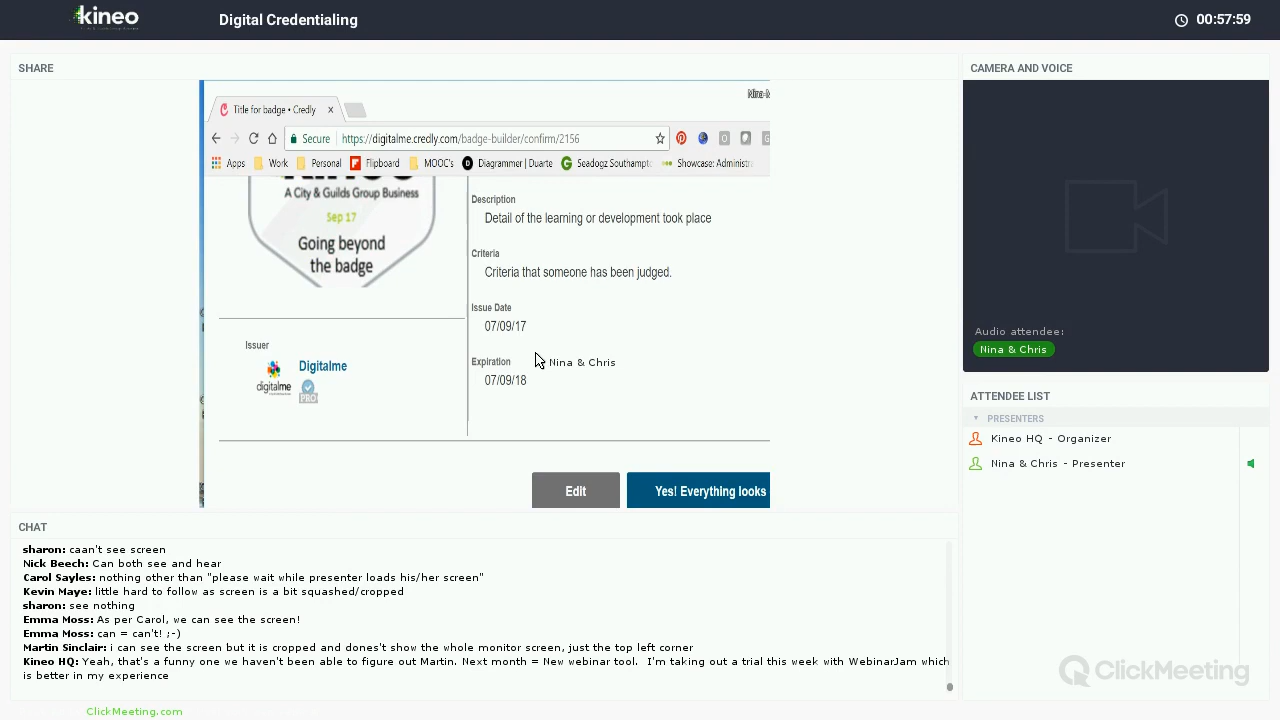 kineo
Digital Credentialing
00:57:59
SHARE
CAMERA AND VOICE
Title for badge • Credly
Secure
https://digitalme.credly.com/badge-builder/confirm/2156
Apps
Work
Personal
Flipboard
MOOC's
Diagrammer | Duarte
Seadogz Southampto
Showcase: Administra
A City & Guilds Group Business
Sep 17
Going beyond
the badge
Description
Detail of the learning or development took place
Criteria
Criteria that someone has been judged.
Issue Date
07/09/17
Expiration
07/09/18
Nina & Chris
Issuer
digitalme
Digitalme
PRO
Edit
Yes! Everything looks
Audio attendee:
Nina & Chris
ATTENDEE LIST
PRESENTERS
Kineo HQ - Organizer
Nina & Chris - Presenter
CHAT
sharon: caan't see screen
Nick Beech: Can both see and hear
Carol Sayles: nothing other than "please wait while presenter loads his/her screen"
Kevin Maye: little hard to follow as screen is a bit squashed/cropped
sharon: see nothing
Emma Moss: As per Carol, we can see the screen!
Emma Moss: can = can't! ;-)
Martin Sinclair: i can see the screen but it is cropped and dones't show the whole monitor screen, just the top left corner
Kineo HQ: Yeah, that's a funny one we haven't been able to figure out Martin. Next month = New webinar tool. I'm taking out a trial this week with WebinarJam which
is better in my experience
ClickMeeting
ClickMeeting.com